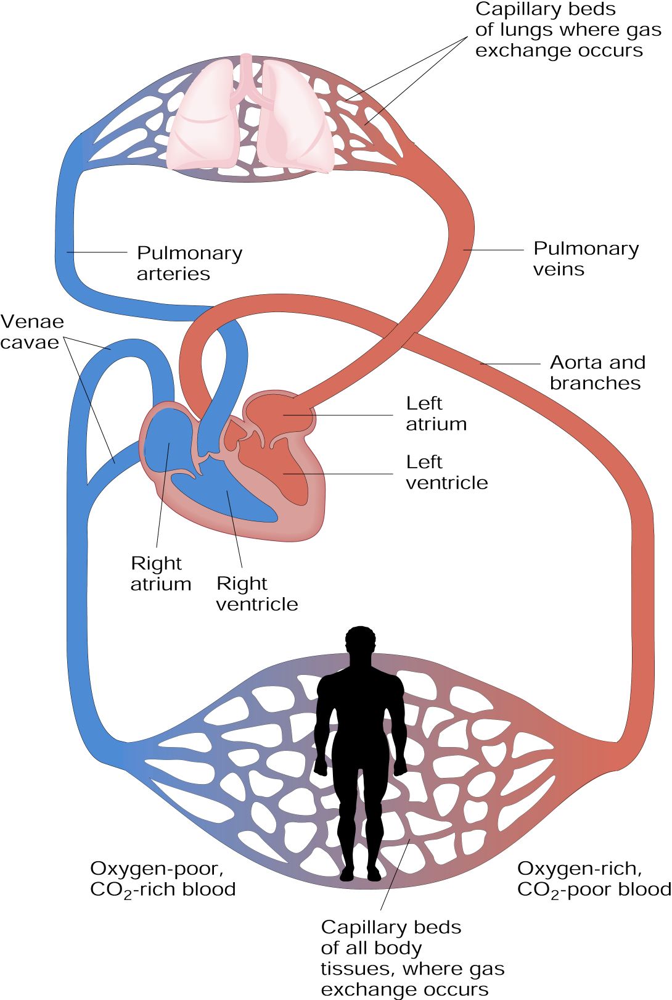 Capillary beds
of lungs where gas
exchange occurs
Pulmonary
arteries
Pulmonary
veins
Venae
cavae
Aorta and
branches
Left
atrium
Left
ventricle
Right
atrium
Right
ventricle
Oxygen-poor,
CO₂-rich blood
Oxygen-rich,
CO₂-poor blood
Capillary beds
of all body
tissues, where gas
exchange occurs